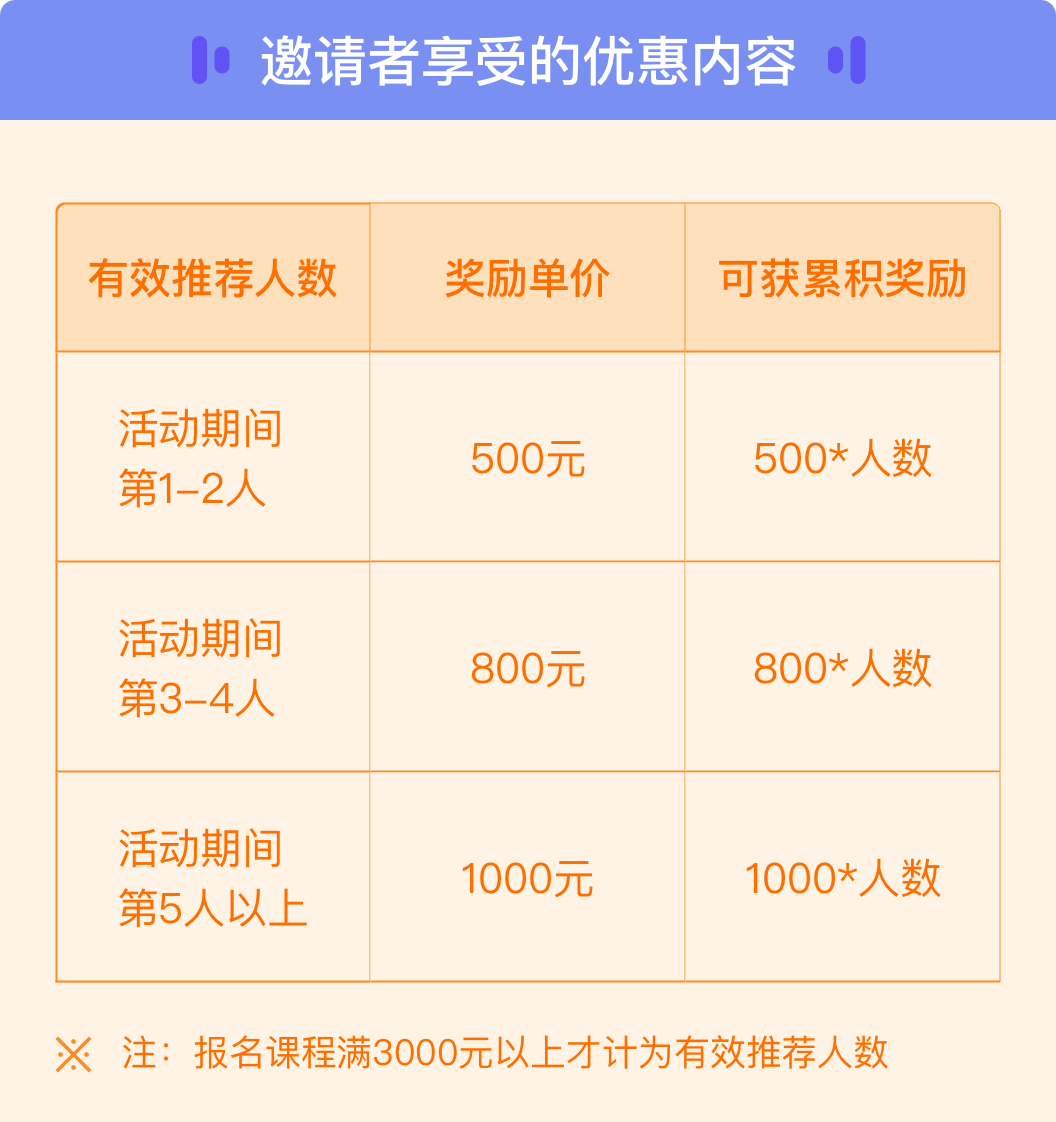 邀请者享受的优惠内容
有效推荐人数 奖励单价 可获累积奖励
活动期间
第1-2人
500元
500*人数
活动期间
第3-4人
800元
800*人数
活动期间
第5人以上
1000元
1000*人数
※ 注：报名课程满3000元以上才计为有效推荐人数